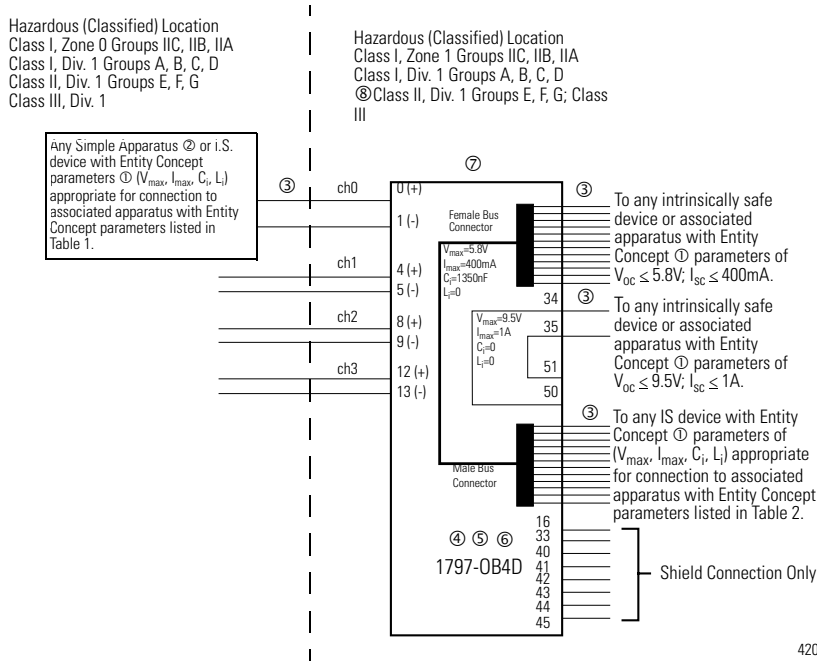 Hazardous (Classified) Location
Class I, Zone 0 Groups IIC, IIB, IIA
Class I, Div. 1 Groups A, B, C, D
Class II, Div. 1 Groups E, F, G
Class III, Div. 1
Hazardous (Classified) Location
Class I, Zone 1 Groups IIC, IIB, IIA
Class I, Div. 1 Groups A, B, C, D
⑧Class II, Div. 1 Groups E, F, G; Class
III
Any Simple Apparatus ② or i.S.
device with Entity Concept
parameters ① (Vmax, Imax, Ci, Li)
appropriate for connection to
associated apparatus with Entity
Concept parameters listed in
Table 1.
③
ch0
ch1
ch2
ch3
⑦
0 (+)
1 (-)
4 (+)
5 (-)
8 (+)
9 (-)
12 (+)
13 (-)
Female Bus
Connector
Vmax=5.8V
Imax=400mA
Ci=1350nF
Li=0
Vmax=9.5V
Imax=1A
Ci=0
Li=0
34
35
51
50
Male Bus
Connector
④ ⑤ ⑥
1797-OB4D
16
33
40
41
42
43
44
45
③
To any intrinsically safe
device or associated
apparatus with Entity
Concept ① parameters of
Voc ≤ 5.8V; Isc ≤ 400mA.
③
To any intrinsically safe
device or associated
apparatus with Entity
Concept ① parameters of
Voc ≤ 9.5V; Isc ≤ 1A.
③
To any IS device with Entity
Concept ① parameters of
(Vmax, Imax, Ci, Li) appropriate
for connection to associated
apparatus with Entity Concept
parameters listed in Table 2.
Shield Connection Only
420